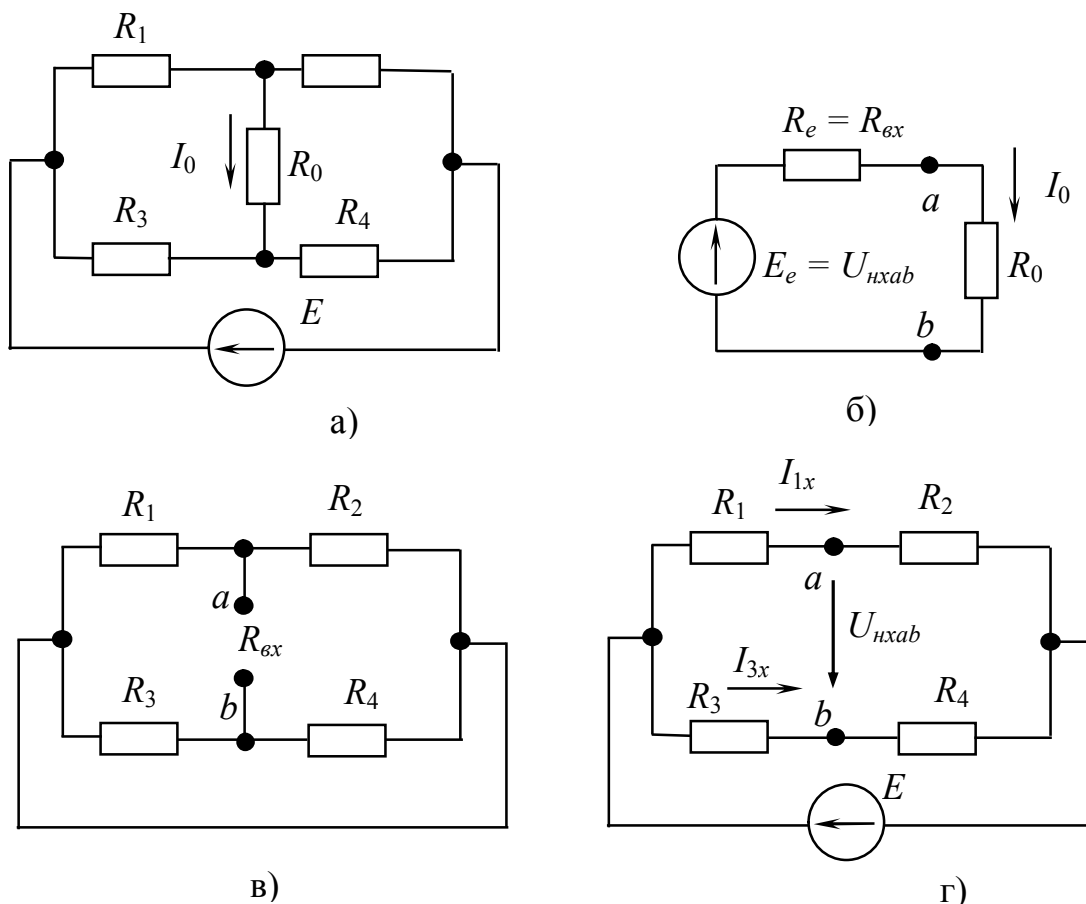 R1
I0
R0
R3
R4
E
а)
Re = Rвх
a
I0
Ee = Uнхab
R0
b
б)
R1
R2
a
Rвх
R3
b
R4
в)
I1x
R1
R2
a
Uнхab
I3x
R3
b
R4
E
г)